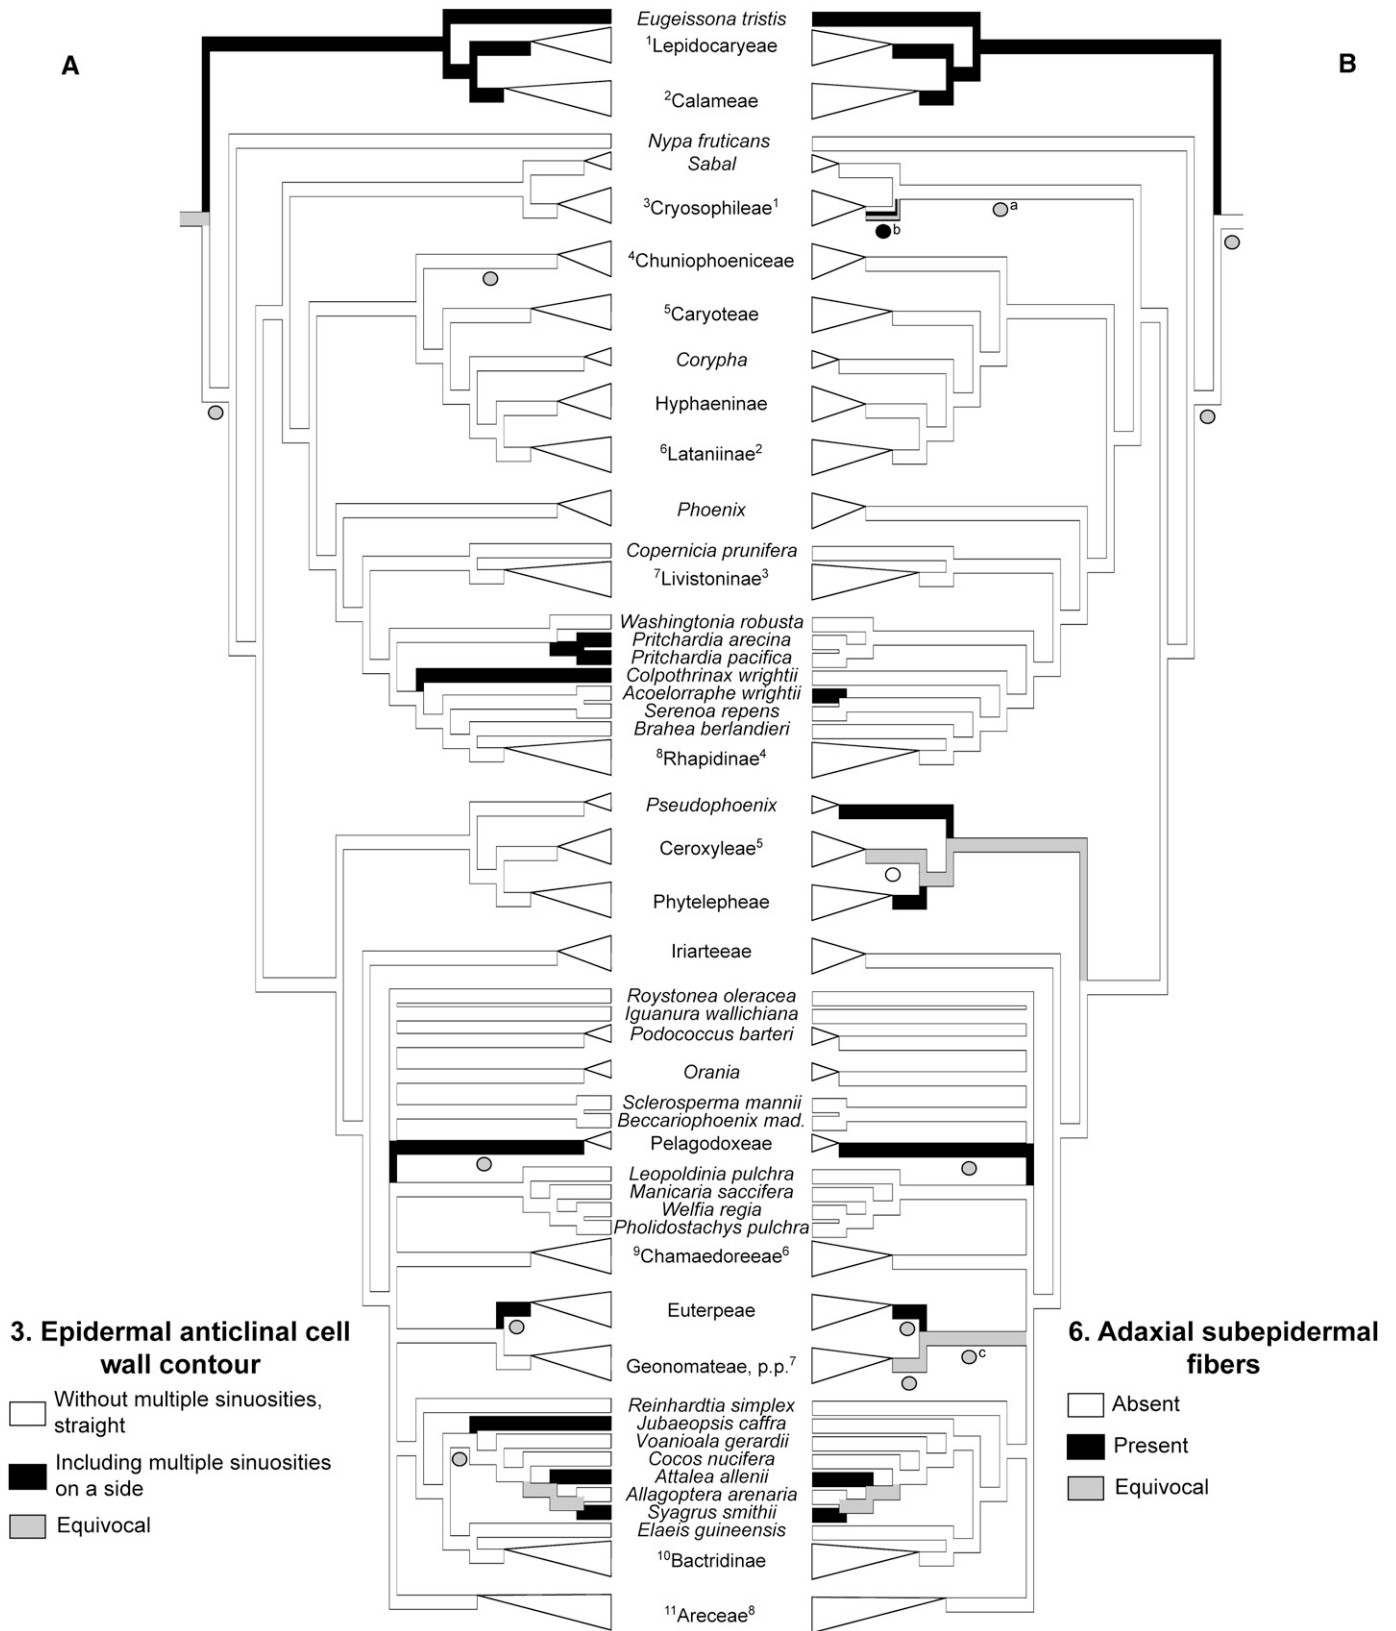 A
B
Eugeissona tristis
¹Lepidocaryeae
²Calameae
Nypa fruticans
Sabal
³Cryosophileae¹
a
b
⁴Chuniophoeniceae
⁵Caryoteae
Corypha
Hyphaeninae
⁶Lataniinae²
Phoenix
Copernicia prunifera
⁷Livistoninae³
Washingtonia robusta
Pritchardia arecina
Pritchardia pacifica
Colpothrinax wrightii
Acoelorraphe wrightii
Serenoa repens
Brahea berlandieri
⁸Rhapidinae⁴
Pseudophoenix
Ceroxyleae⁵
Phytelepheae
Iriarteeae
Roystonea oleracea
Iguanura wallichiana
Podococcus barteri
Orania
Sclerosperma mannii
Beccariophoenix mad.
Pelagodoxeae
Leopoldinia pulchra
Manicaria saccifera
Welfia regia
Pholidostachys pulchra
⁹Chamaedoreeae⁶
Euterpeae
Geonomateae, p.p.⁷
c
Reinhardtia simplex
Jubaeopsis caffra
Voanioala gerardii
Cocos nucifera
Attalea allenii
Allagoptera arenaria
Syagrus smithii
Elaeis guineensis
¹⁰Bactridinae
¹¹Areceae⁸
3. Epidermal anticlinal cell
wall contour
Without multiple sinuosities,
straight
Including multiple sinuosities
on a side
Equivocal
6. Adaxial subepidermal
fibers
Absent
Present
Equivocal